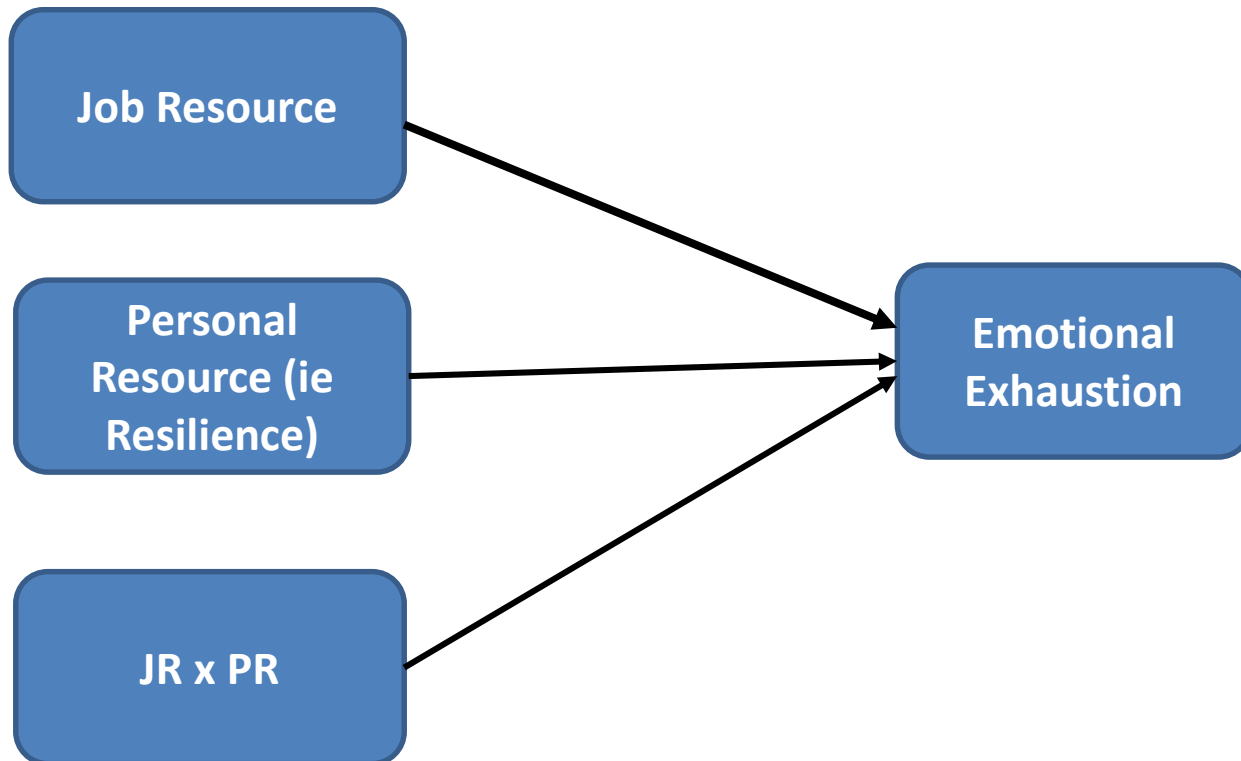 Job Resource
Personal
Resource (ie
Resilience)
JR x PR
Emotional
Exhaustion